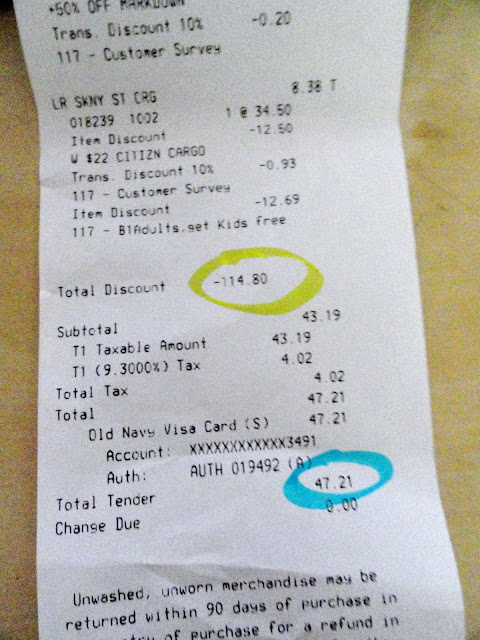 +50% OFF MARKDOWN
Trans. Discount 10% -0.20
117 - Customer Survey
LR SKNY ST CRG 8.38 T
018239 1002 1 @ 34.50
Item Discount -12.50
W $22 CITIZN CARGO
Trans. Discount 10% -0.93
117 - Customer Survey
Item Discount -12.69
117 - B1Adults,get Kids free
Total Discount -114.80
Subtotal 43.19
T1 Taxable Amount 43.19
T1 (9.3000%) Tax 4.02
Total Tax 4.02
Total 47.21
Old Navy Visa Card (S) 47.21
Account: XXXXXXXXXXXX3491
Auth: AUTH 019492 (A)
Total Tender 47.21
Change Due 0.00
Unwashed, unworn merchandise may be
returned within 90 days of purchase in
of purchase for a refund in